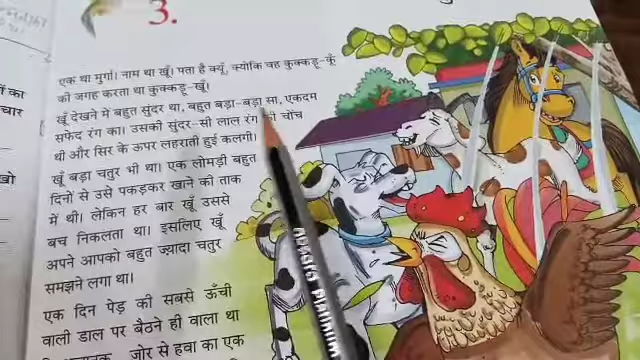 3.
एक था मुर्गा। नाम था खूँ। पता है क्यूँ, क्योंकि वह कुक्कड़ू-कूँ
की जगह करता था कुक्कड़ू-खूँ।
खूँ देखने में बहुत सुंदर था, बहुत बड़ा-बड़ा सा, एकदम
सफेद रंग का। उसकी सुंदर-सी लाल रंग की चोंच
थी और सिर के ऊपर लहराती हुई कलगी।
खूँ बड़ा चतुर भी था। एक लोमड़ी बहुत
दिनों से उसे पकड़कर खाने की ताक
में थी। लेकिन हर बार खूँ उससे
बच निकलता था। इसलिए खूँ
अपने आपको बहुत ज़्यादा चतुर
समझने लगा था।
एक दिन पेड़ की सबसे ऊँची
वाली डाल पर बैठने ही वाला था
जोर से हवा का एक
का
चार
PLATINUM